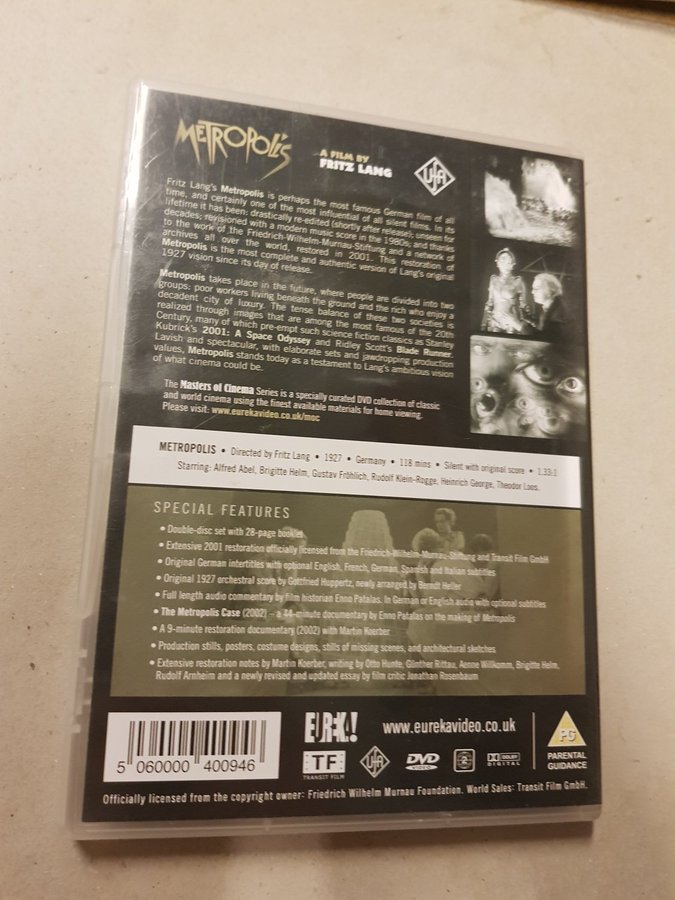 METROPOLIS
A FILM BY
FRITZ LANG
Ufa
Fritz Lang's Metropolis is perhaps the most famous German film of all
time, and certainly one of the most influential of all silent films. In its
lifetime it has been: drastically re-edited (shortly after release); unseen for
decades; revisioned with a modern music score in the 1980s; and thanks
to the work of the Friedrich-Wilhelm-Murnau-Stiftung and a network of
archives all over the world, restored in 2001. This restoration of
Metropolis is the most complete and authentic version of Lang's original
1927 vision since its day of release.
Metropolis takes place in the future, where people are divided into two
groups: poor workers living beneath the ground and the rich who enjoy a
decadent city of luxury. The tense balance of these two societies is
realized through images that are among the most famous of the 20th
Century, many of which pre-empt such science fiction classics as Stanley
Kubrick's 2001: A Space Odyssey and Ridley Scott's Blade Runner.
Lavish and spectacular, with elaborate sets and jawdropping production
values, Metropolis stands today as a testament to Lang's ambitious vision
of what cinema could be.
The Masters of Cinema Series is a specially curated DVD collection of classic
and world cinema using the finest available materials for home viewing.
Please visit: www.eurekavideo.co.uk/moc
METROPOLIS • Directed by Fritz Lang • 1927 • Germany • 118 mins • Silent with original score • 1.33:1
Starring: Alfred Abel, Brigitte Helm, Gustav Fröhlich, Rudolf Klein-Rogge, Heinrich George, Theodor Loos.
SPECIAL FEATURES
• Double-disc set with 28-page booklet
• Extensive 2001 restoration officially licensed from the Friedrich-Wilhelm-Murnau-Stiftung and Transit Film GmbH
• Original German intertitles with optional English, French, German, Spanish and Italian subtitles
• Original 1927 orchestral score by Gottfried Huppertz, newly arranged by Berndt Heller
• Full length audio commentary by film historian Enno Patalas. In German or English audio with optional subtitles
• The Metropolis Case (2002) – a 44-minute documentary by Enno Patalas on the making of Metropolis
• A 9-minute restoration documentary (2002) with Martin Koerber
• Production stills, posters, costume designs, stills of missing scenes, and architectural sketches
• Extensive restoration notes by Martin Koerber, writing by Otto Hunte, Günther Rittau, Aenne Willkomm, Brigitte Helm,
Rudolf Arnheim and a newly revised and updated essay by film critic Jonathan Rosenbaum
5 060000 400946
EUREKA!
www.eurekavideo.co.uk
PG
PARENTAL
GUIDANCE
TF
TRANSIT FILM
Ufa
DVD
VIDEO
2
DOLBY
DIGITAL
Officially licensed from the copyright owner: Friedrich Wilhelm Murnau Foundation. World Sales: Transit Film GmbH.